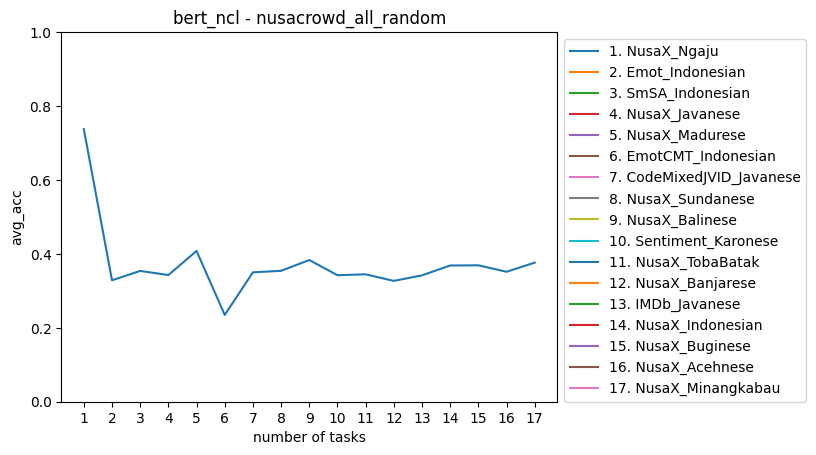 bert_ncl - nusacrowd_all_random
avg_acc
1.0
0.8
0.6
0.4
0.2
0.0
1 2 3 4 5 6 7 8 9 10 11 12 13 14 15 16 17
number of tasks
1. NusaX_Ngaju
2. Emot_Indonesian
3. SmSA_Indonesian
4. NusaX_Javanese
5. NusaX_Madurese
6. EmotCMT_Indonesian
7. CodeMixedJVID_Javanese
8. NusaX_Sundanese
9. NusaX_Balinese
10. Sentiment_Karonese
11. NusaX_TobaBatak
12. NusaX_Banjarese
13. IMDb_Javanese
14. NusaX_Indonesian
15. NusaX_Buginese
16. NusaX_Acehnese
17. NusaX_Minangkabau